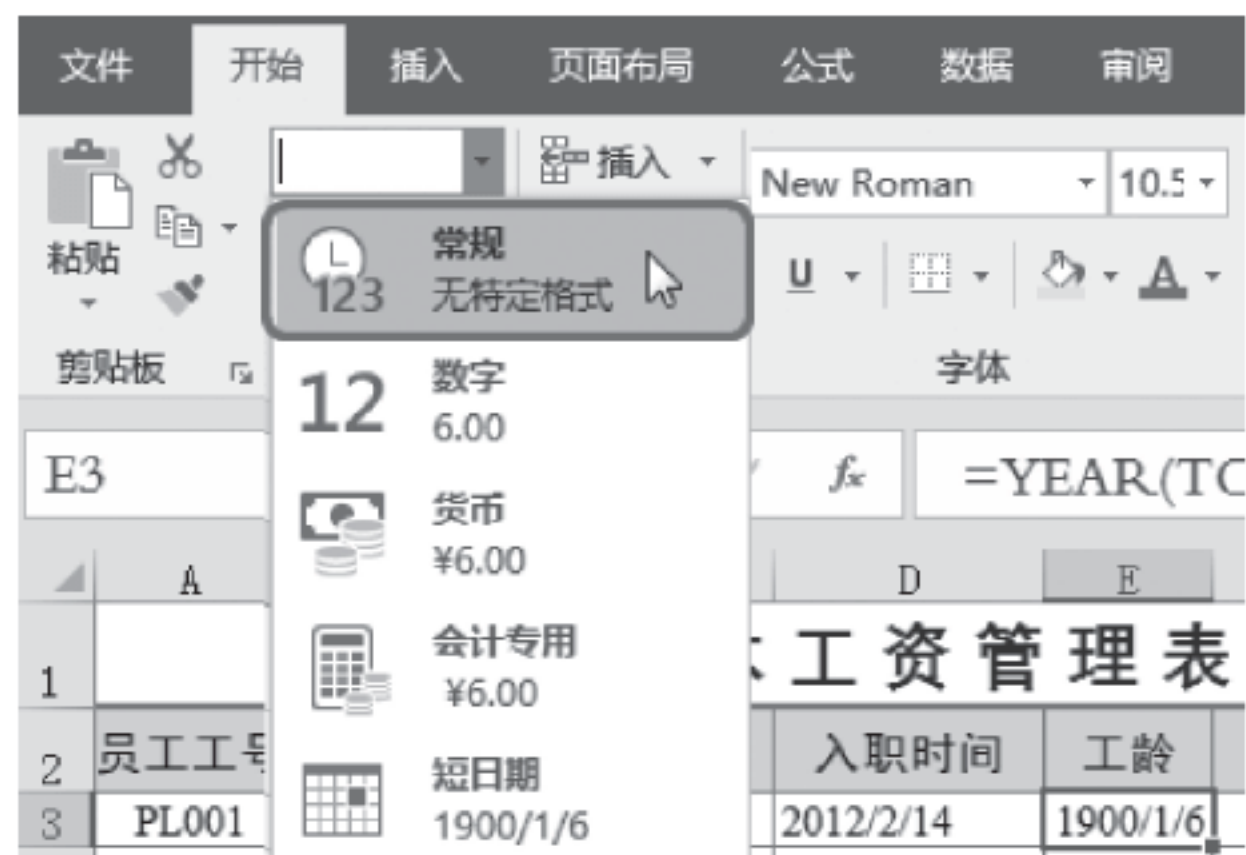 文件 开始 插入 页面布局 公式 数据 审阅
插入 New Roman 10.5
粘贴 U A
常规
123 无特定格式
剪贴板 字体
12 数字
6.00
E3 fx =YEAR(TO
货币
¥6.00
A D E
会计专用
¥6.00
1 工资管理表
2 员工工号 入职时间 工龄
短日期
1900/1/6
3 PL001 2012/2/14 1900/1/6